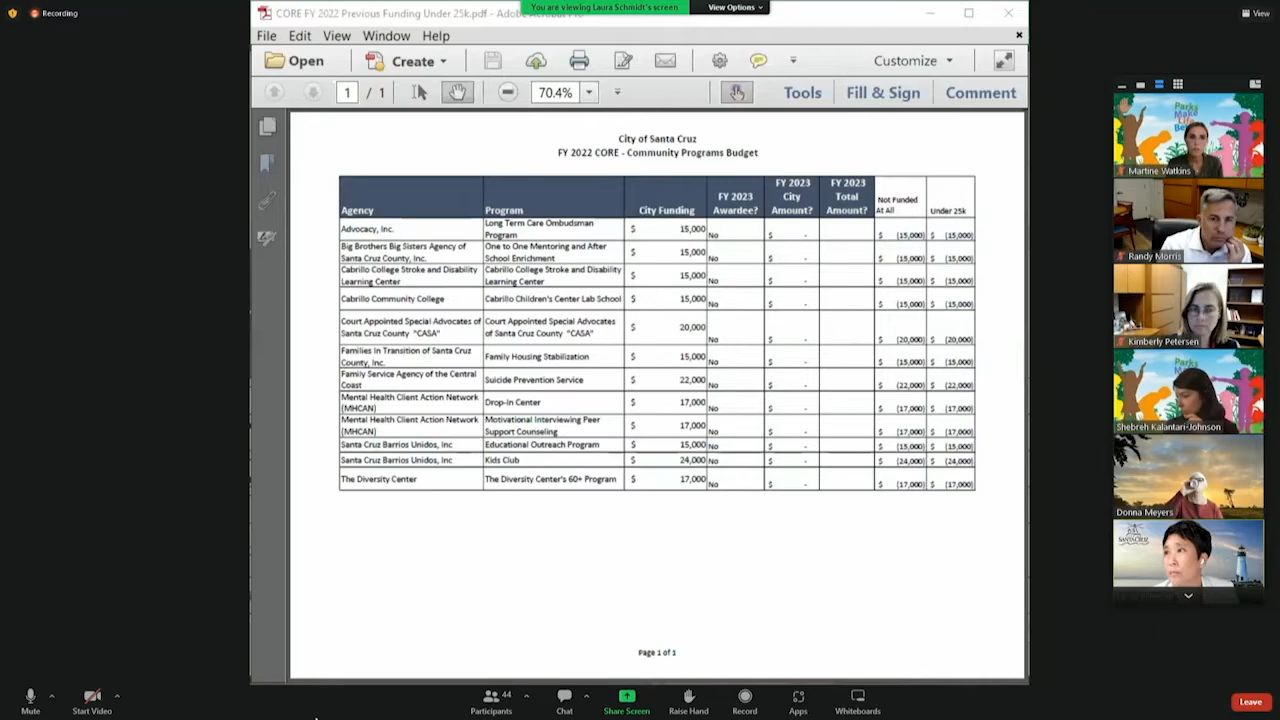 Recording
CORE FY 2022 Previous Funding Under 25k.pdf - Adobe Acrobat Pro
You are viewing Laura Schmidt's screen
View Options
View
File Edit View Window Help
Open Create Customize
1 / 1 70.4% Tools Fill & Sign Comment
City of Santa Cruz
FY 2022 CORE - Community Programs Budget
Agency Program City Funding FY 2023 Awardee? FY 2023 City Amount? FY 2023 Total Amount? Not Funded At All Under 25k
Advocacy, Inc. Long Term Care Ombudsman Program $ 15,000 No $ - $ (15,000) $ (15,000)
Big Brothers Big Sisters Agency of Santa Cruz County, Inc. One to One Mentoring and After School Enrichment $ 15,000 No $ - $ (15,000) $ (15,000)
Cabrillo College Stroke and Disability Learning Center Cabrillo College Stroke and Disability Learning Center $ 15,000 No $ - $ (15,000) $ (15,000)
Cabrillo Community College Cabrillo Children's Center Lab School $ 15,000 No $ - $ (15,000) $ (15,000)
Court Appointed Special Advocates of Santa Cruz County "CASA" Court Appointed Special Advocates of Santa Cruz County "CASA" $ 20,000 No $ - $ (20,000) $ (20,000)
Families In Transition of Santa Cruz County, Inc. Family Housing Stabilization $ 15,000 No $ - $ (15,000) $ (15,000)
Family Service Agency of the Central Coast Suicide Prevention Service $ 22,000 No $ - $ (22,000) $ (22,000)
Mental Health Client Action Network (MHCAN) Drop-In Center $ 17,000 No $ - $ (17,000) $ (17,000)
Mental Health Client Action Network (MHCAN) Motivational Interviewing Peer Support Counseling $ 17,000 No $ - $ (17,000) $ (17,000)
Santa Cruz Barrios Unidos, Inc Educational Outreach Program $ 15,000 No $ - $ (15,000) $ (15,000)
Santa Cruz Barrios Unidos, Inc Kids Club $ 24,000 No $ - $ (24,000) $ (24,000)
The Diversity Center The Diversity Center's 60+ Program $ 17,000 No $ - $ (17,000) $ (17,000)
Page 1 of 1
Parks
Make
Life
Martine Watkins
Randy Morris
Kimberly Petersen
Parks
Shebreh Kalantari-Johnson
Donna Meyers
SANTA CRUZ
Mute Start Video Participants 44 Chat Share Screen Raise Hand Record Apps Whiteboards Leave